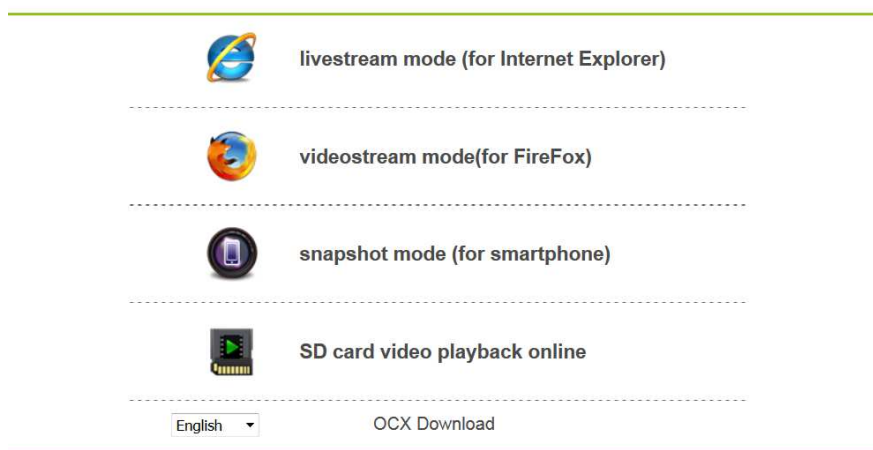 livestream mode (for Internet Explorer)
videostream mode(for FireFox)
snapshot mode (for smartphone)
SD card video playback online
English OCX Download